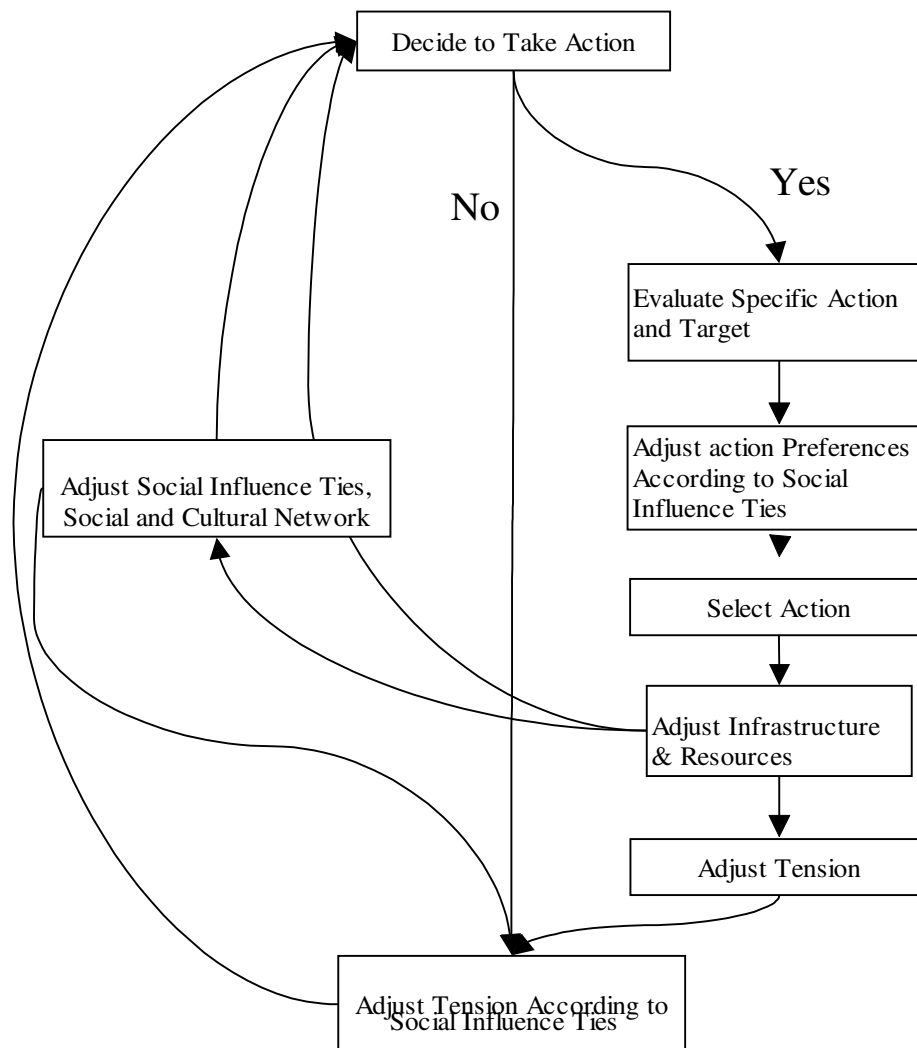 Decide to Take Action
Yes
No
Evaluate Specific Action
and Target
Adjust action Preferences
According to Social
Influence Ties
Adjust Social Influence Ties,
Social and Cultural Network
Select Action
Adjust Infrastructure
& Resources
Adjust Tension
Adjust Tension According to
Social Influence Ties